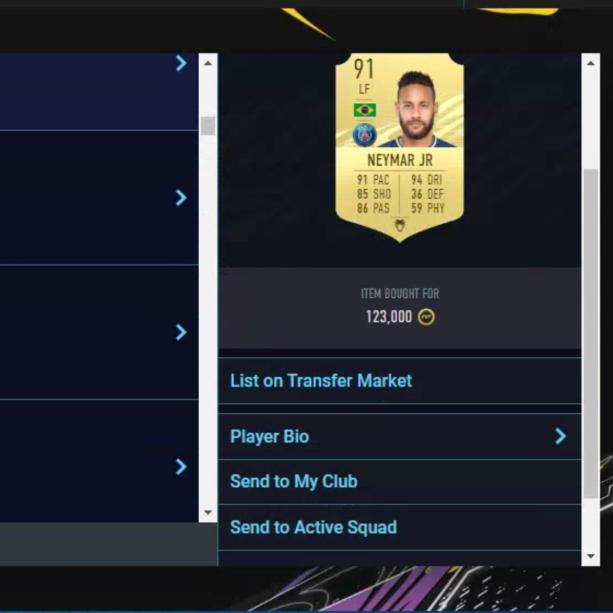 91
LF
NEYMAR JR
91 PAC 94 DRI
85 SHO 36 DEF
86 PAS 59 PHY
ITEM BOUGHT FOR
123,000
List on Transfer Market
Player Bio
Send to My Club
Send to Active Squad